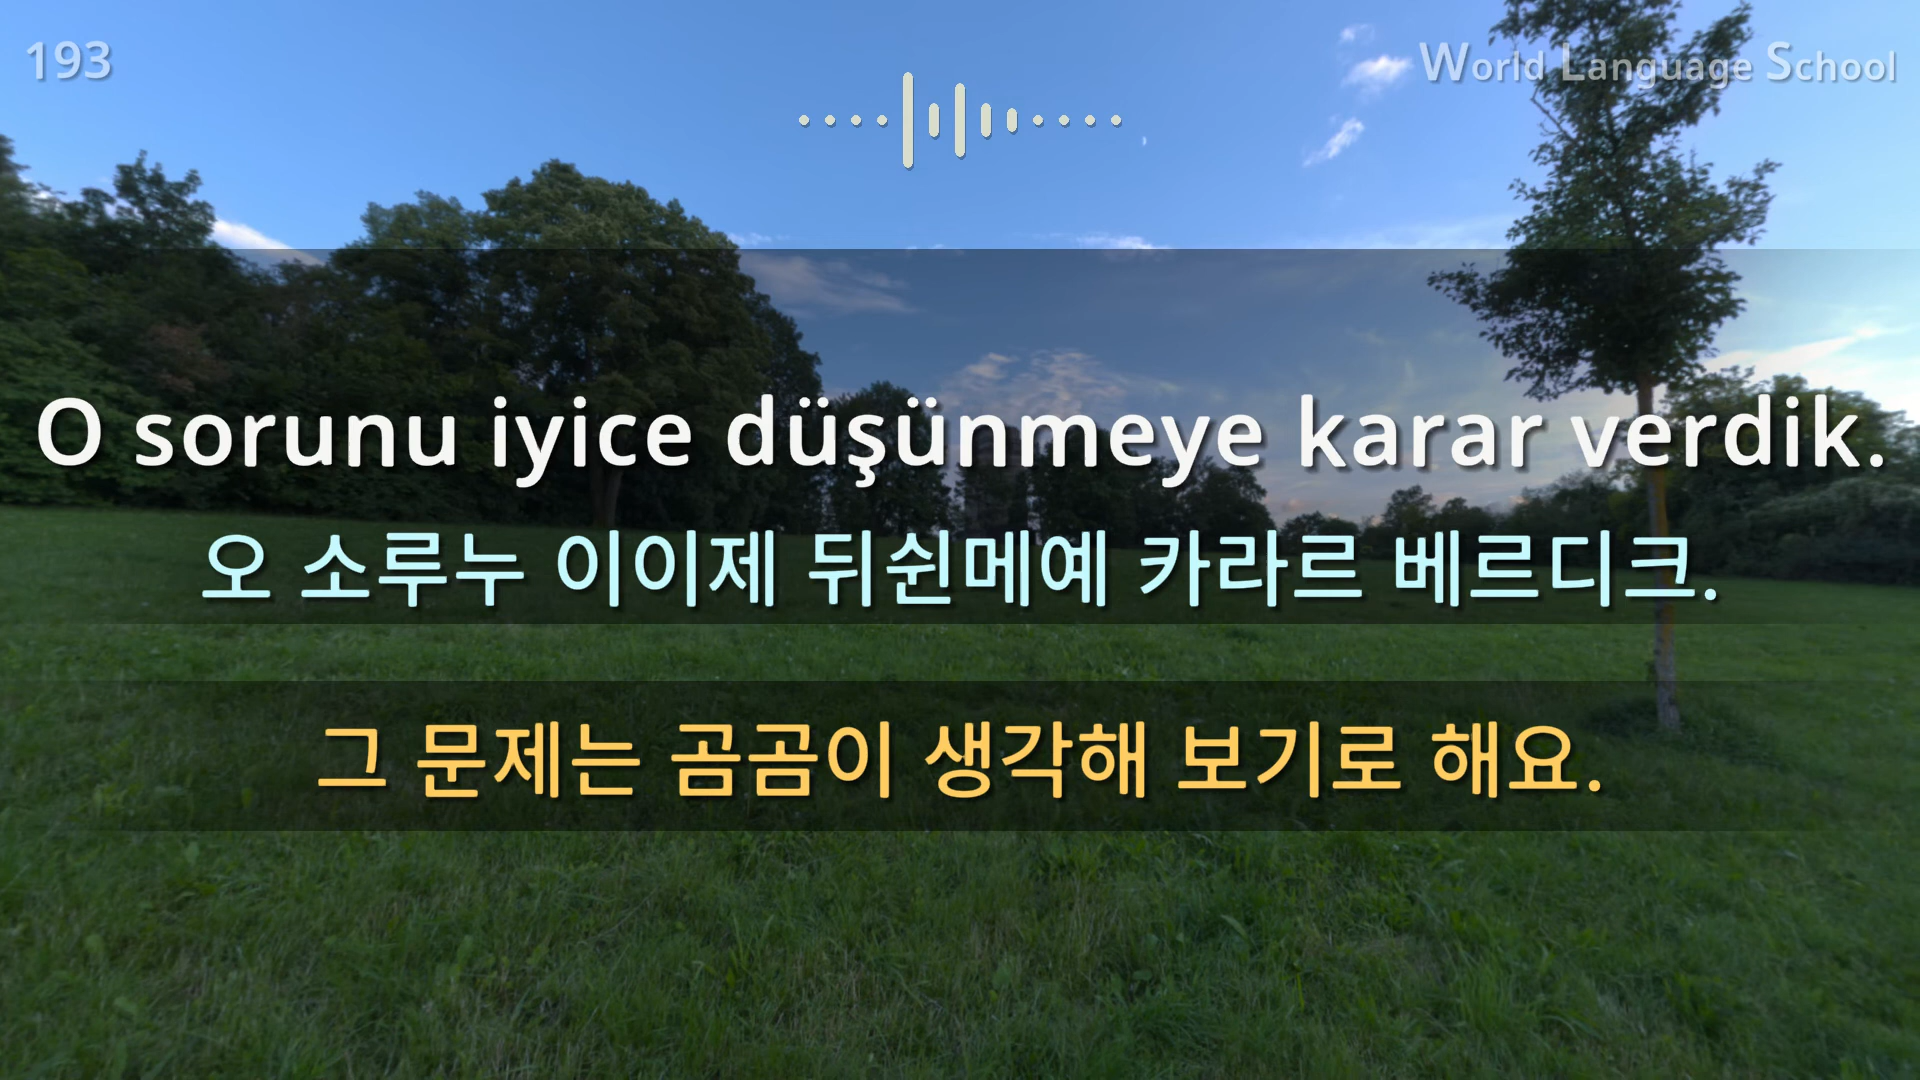 193
World Language School
O sorunu iyice düşünmeye karar verdik.
오 소루누 이이제 뒤쉰메예 카라르 베르디크.
그 문제는 곰곰이 생각해 보기로 해요.